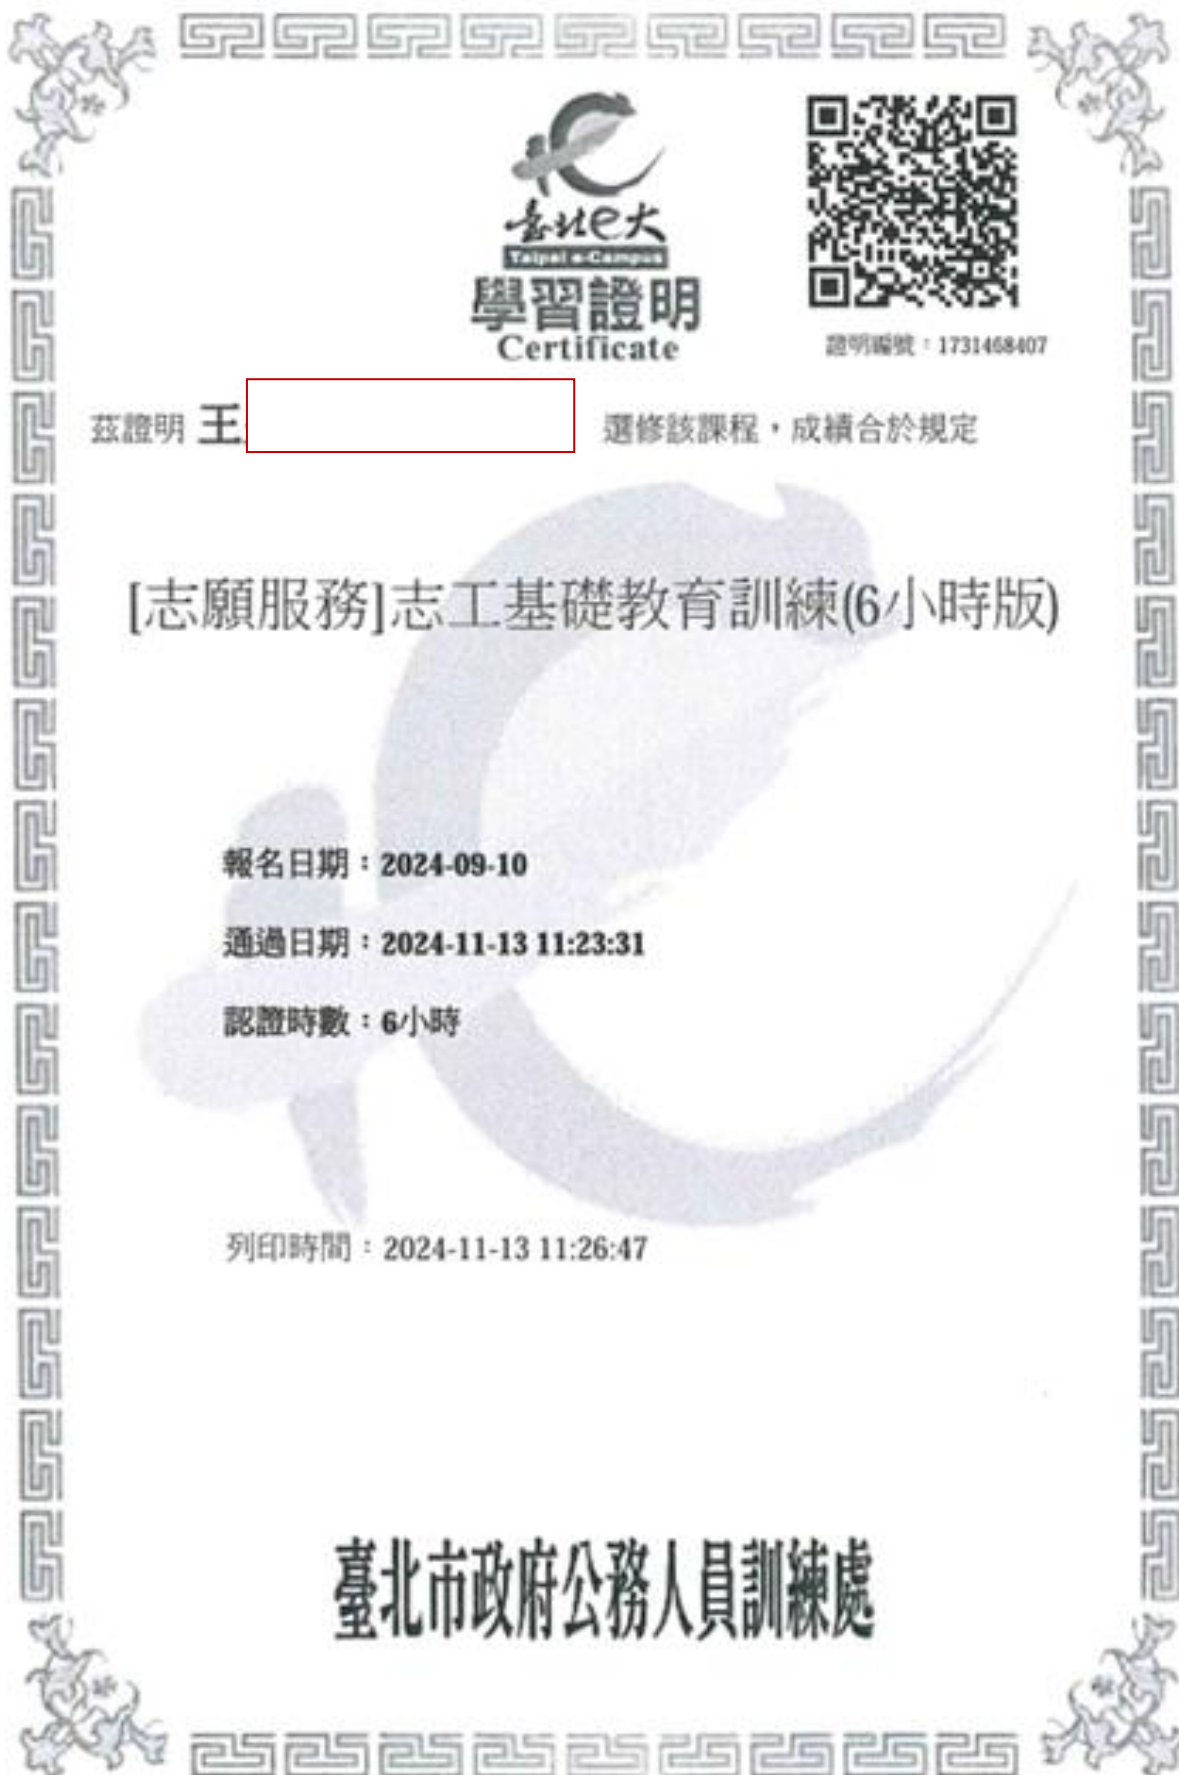 臺北e大
Taipei e-Campus
學習證明
Certificate
證明編號：1731468407
茲證明 王 選修該課程，成績合於規定
[志願服務]志工基礎教育訓練(6小時版)
報名日期：2024-09-10
通過日期：2024-11-13 11:23:31
認證時數：6小時
列印時間：2024-11-13 11:26:47
臺北市政府公務人員訓練處